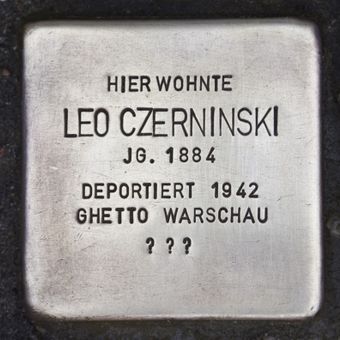 HIER WOHNTE
LEO CZERNINSKI
JG. 1884
DEPORTIERT 1942
GHETTO WARSCHAU
? ? ?